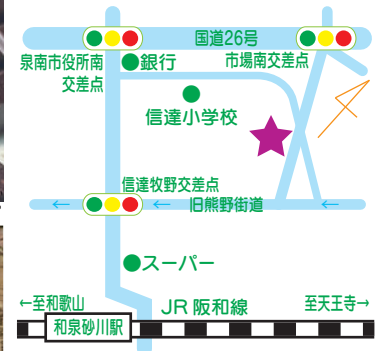 国道26号
泉南市役所南
交差点
銀行
市場南交差点
信達小学校
信達牧野交差点
← ← 旧熊野街道 ←
スーパー
←至和歌山
JR阪和線
至天王寺→
和泉砂川駅